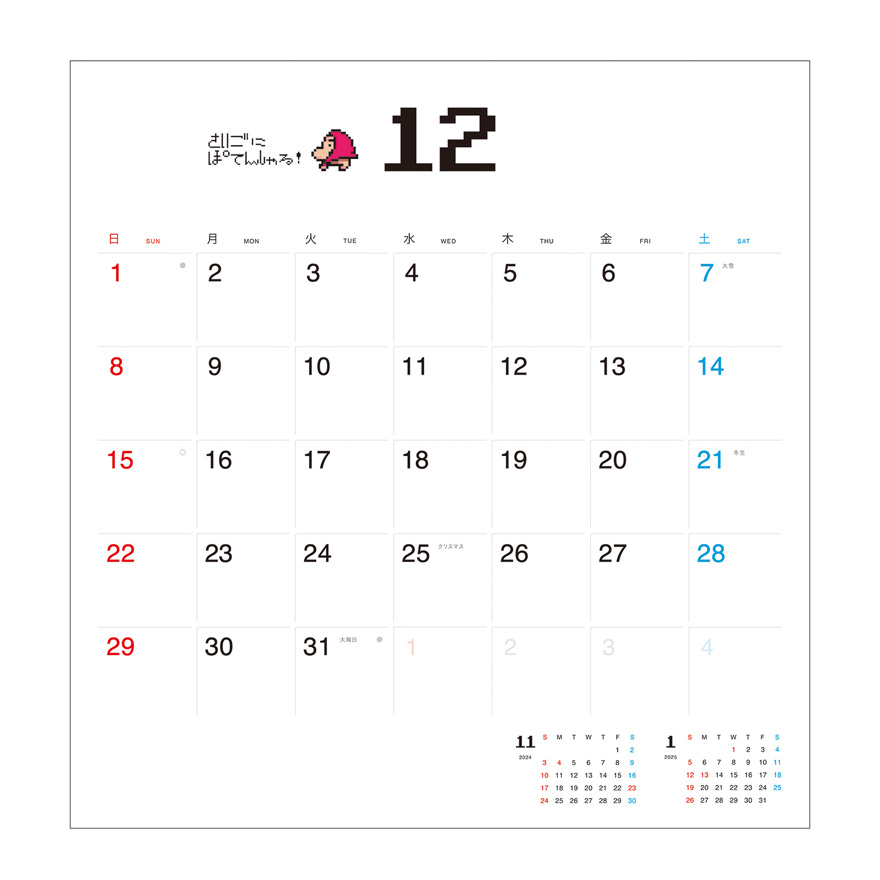 さいごに
ぽてんしゃる!
12
日 SUN 月 MON 火 TUE 水 WED 木 THU 金 FRI 土 SAT
1 2 3 4 5 6 7 大雪
8 9 10 11 12 13 14
15 16 17 18 19 20 21 冬至
22 23 24 25 クリスマス 26 27 28
29 30 31 大晦日 1 2 3 4
11
2024
S M T W T F S
1 2
3 4 5 6 7 8 9
10 11 12 13 14 15 16
17 18 19 20 21 22 23
24 25 26 27 28 29 30
1
2025
S M T W T F S
1 2 3 4
5 6 7 8 9 10 11
12 13 14 15 16 17 18
19 20 21 22 23 24 25
26 27 28 29 30 31